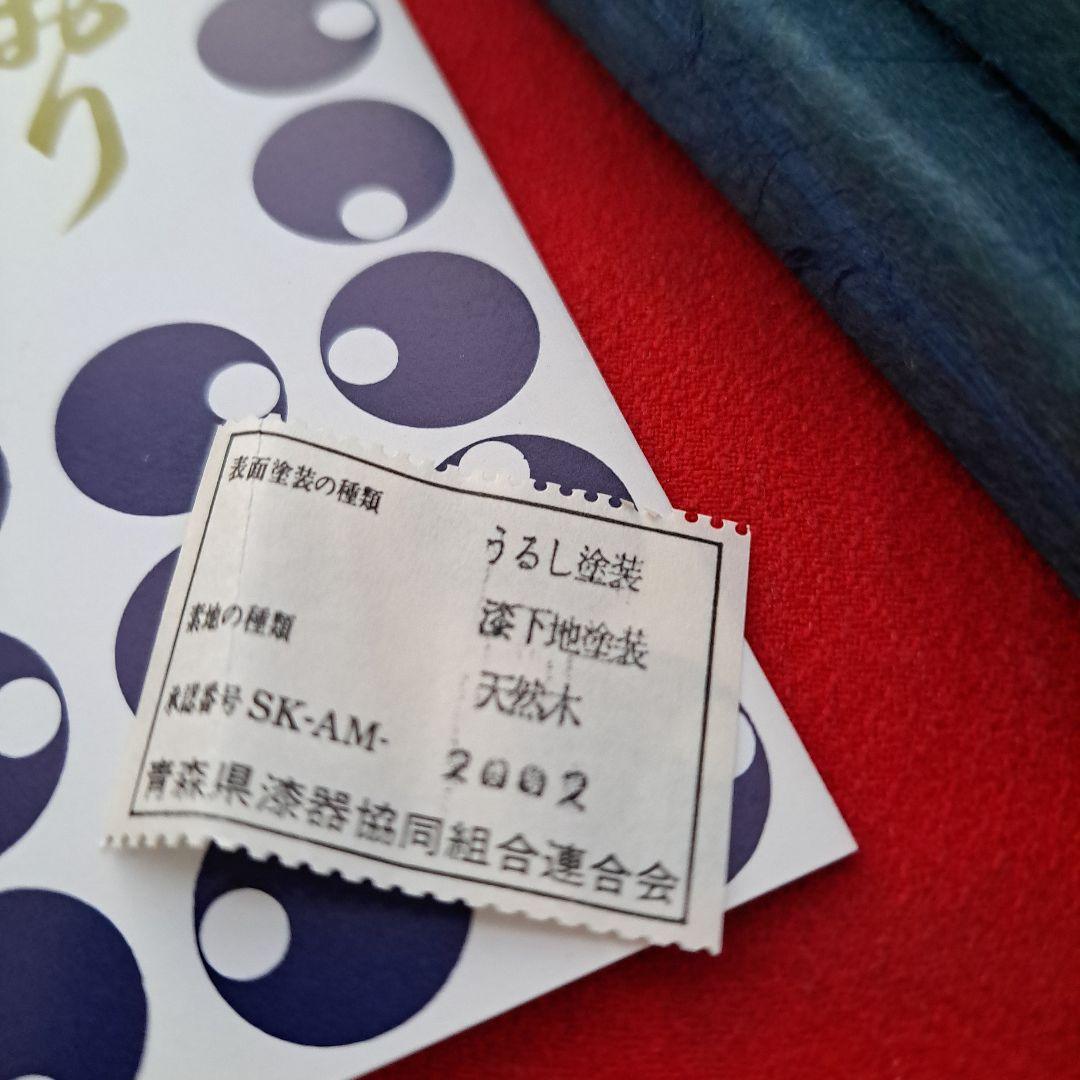 もり
表面塗装の種類
うるし塗装
漆下地塗装
素地の種類
天然木
承認番号 SK-AM- 2002
青森県漆器協同組合連合会